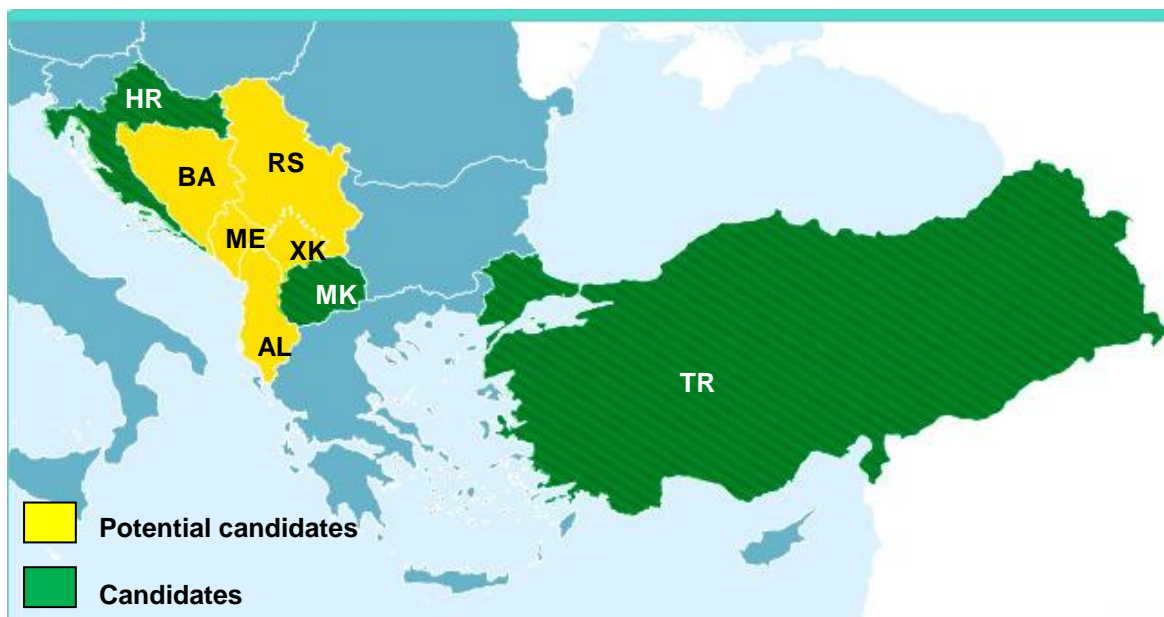 HR
RS
BA
ME
XK
MK
AL
TR
Potential candidates
Candidates